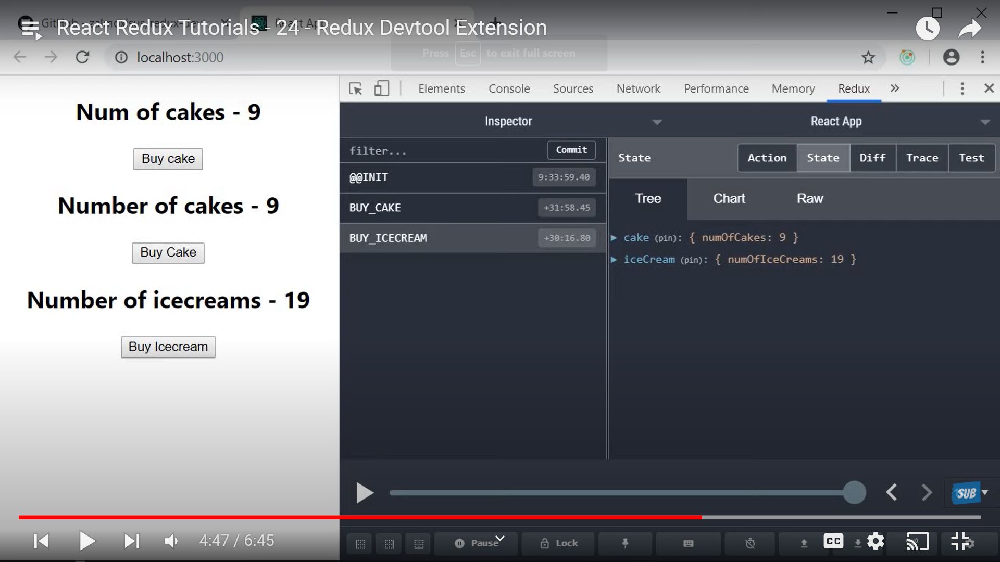 React Redux Tutorials - 24 - Redux Devtool Extension
Press Esc to exit full screen
localhost:3000
Elements Console Sources Network Performance Memory Redux
Num of cakes - 9
Buy cake
Number of cakes - 9
Buy Cake
Number of icecreams - 19
Buy Icecream
Inspector
React App
filter...
Commit
@@INIT 9:33:59.40
BUY_CAKE +31:58.45
BUY_ICECREAM +30:16.80
State
Action State Diff Trace Test
Tree Chart Raw
cake (pin): { numOfCakes: 9 }
iceCream (pin): { numOfIceCreams: 19 }
SUB
4:47 / 6:45
Pause
Lock
CC